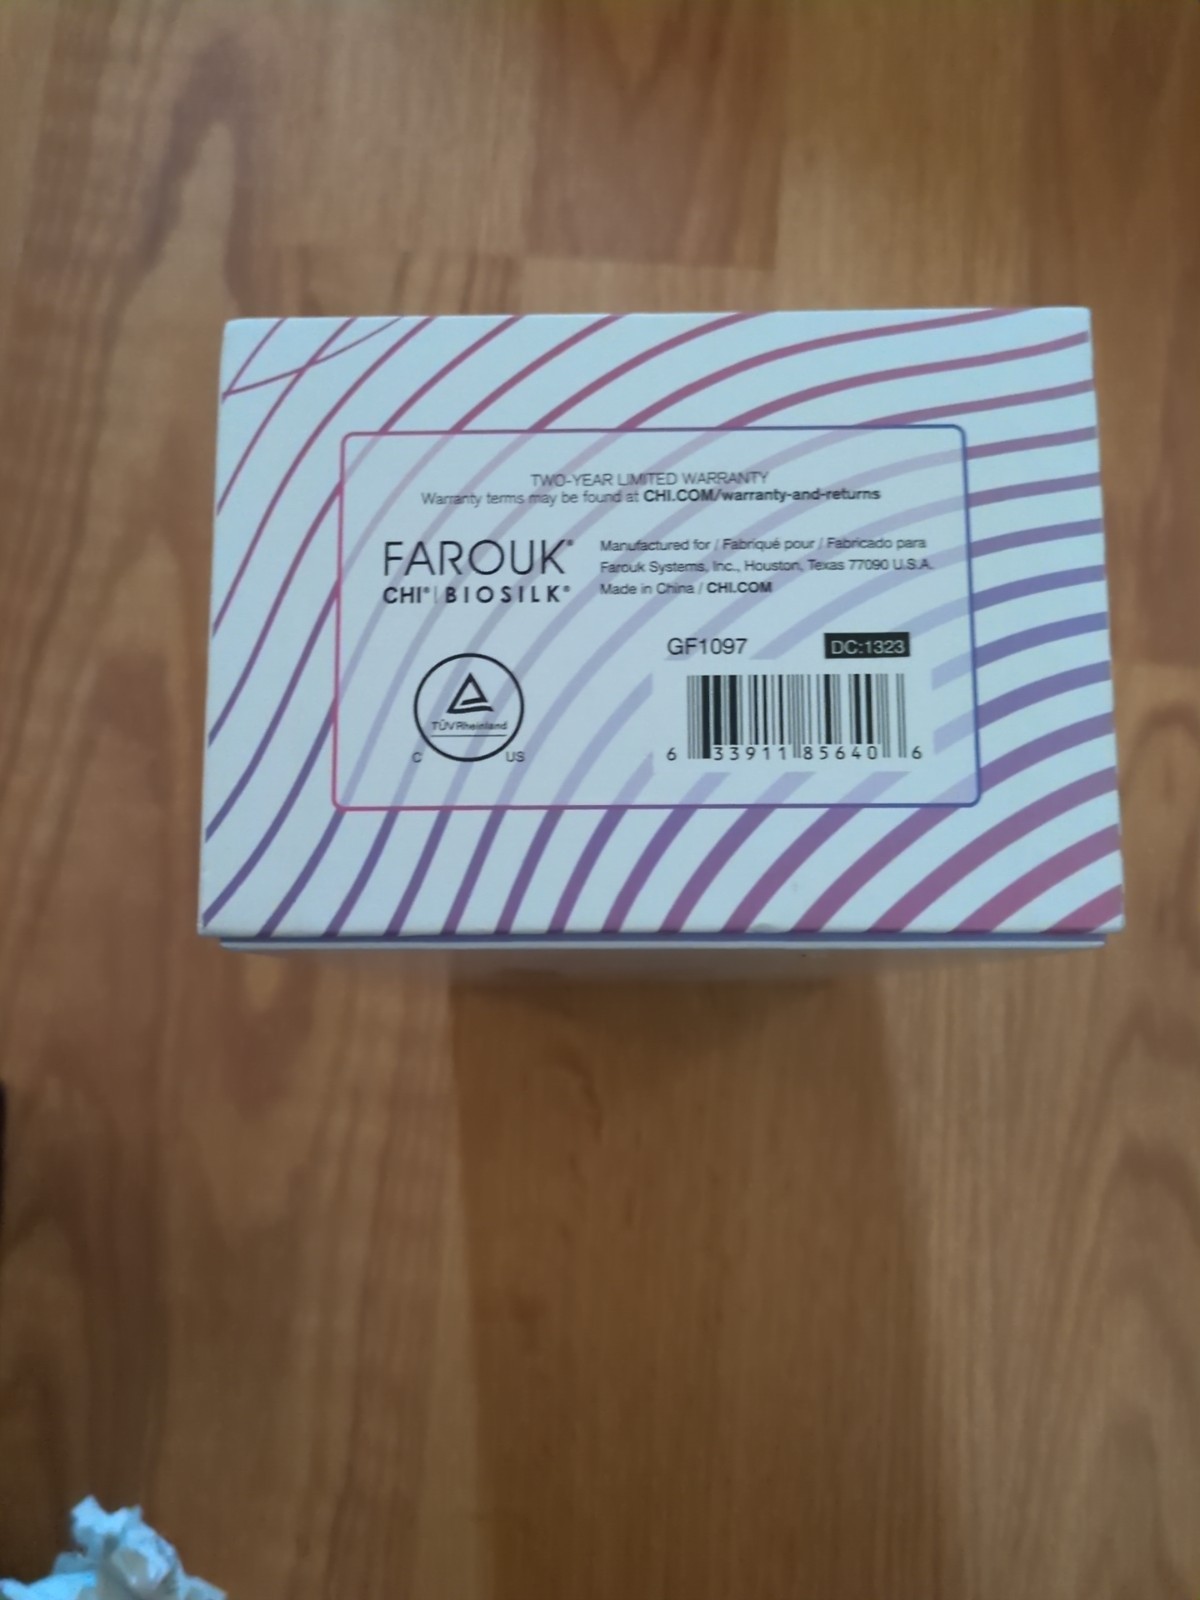 TWO-YEAR LIMITED WARRANTY
Warranty terms may be found at CHI.COM/warranty-and-returns
FAROUK®
CHI® | BIOSILK®
Manufactured for / Fabriqué pour / Fabricado para
Farouk Systems, Inc., Houston, Texas 77090 U.S.A.
Made in China / CHI.COM
GF1097 DC:1323
TÜVRheinland
C US
6 33911 85640 6